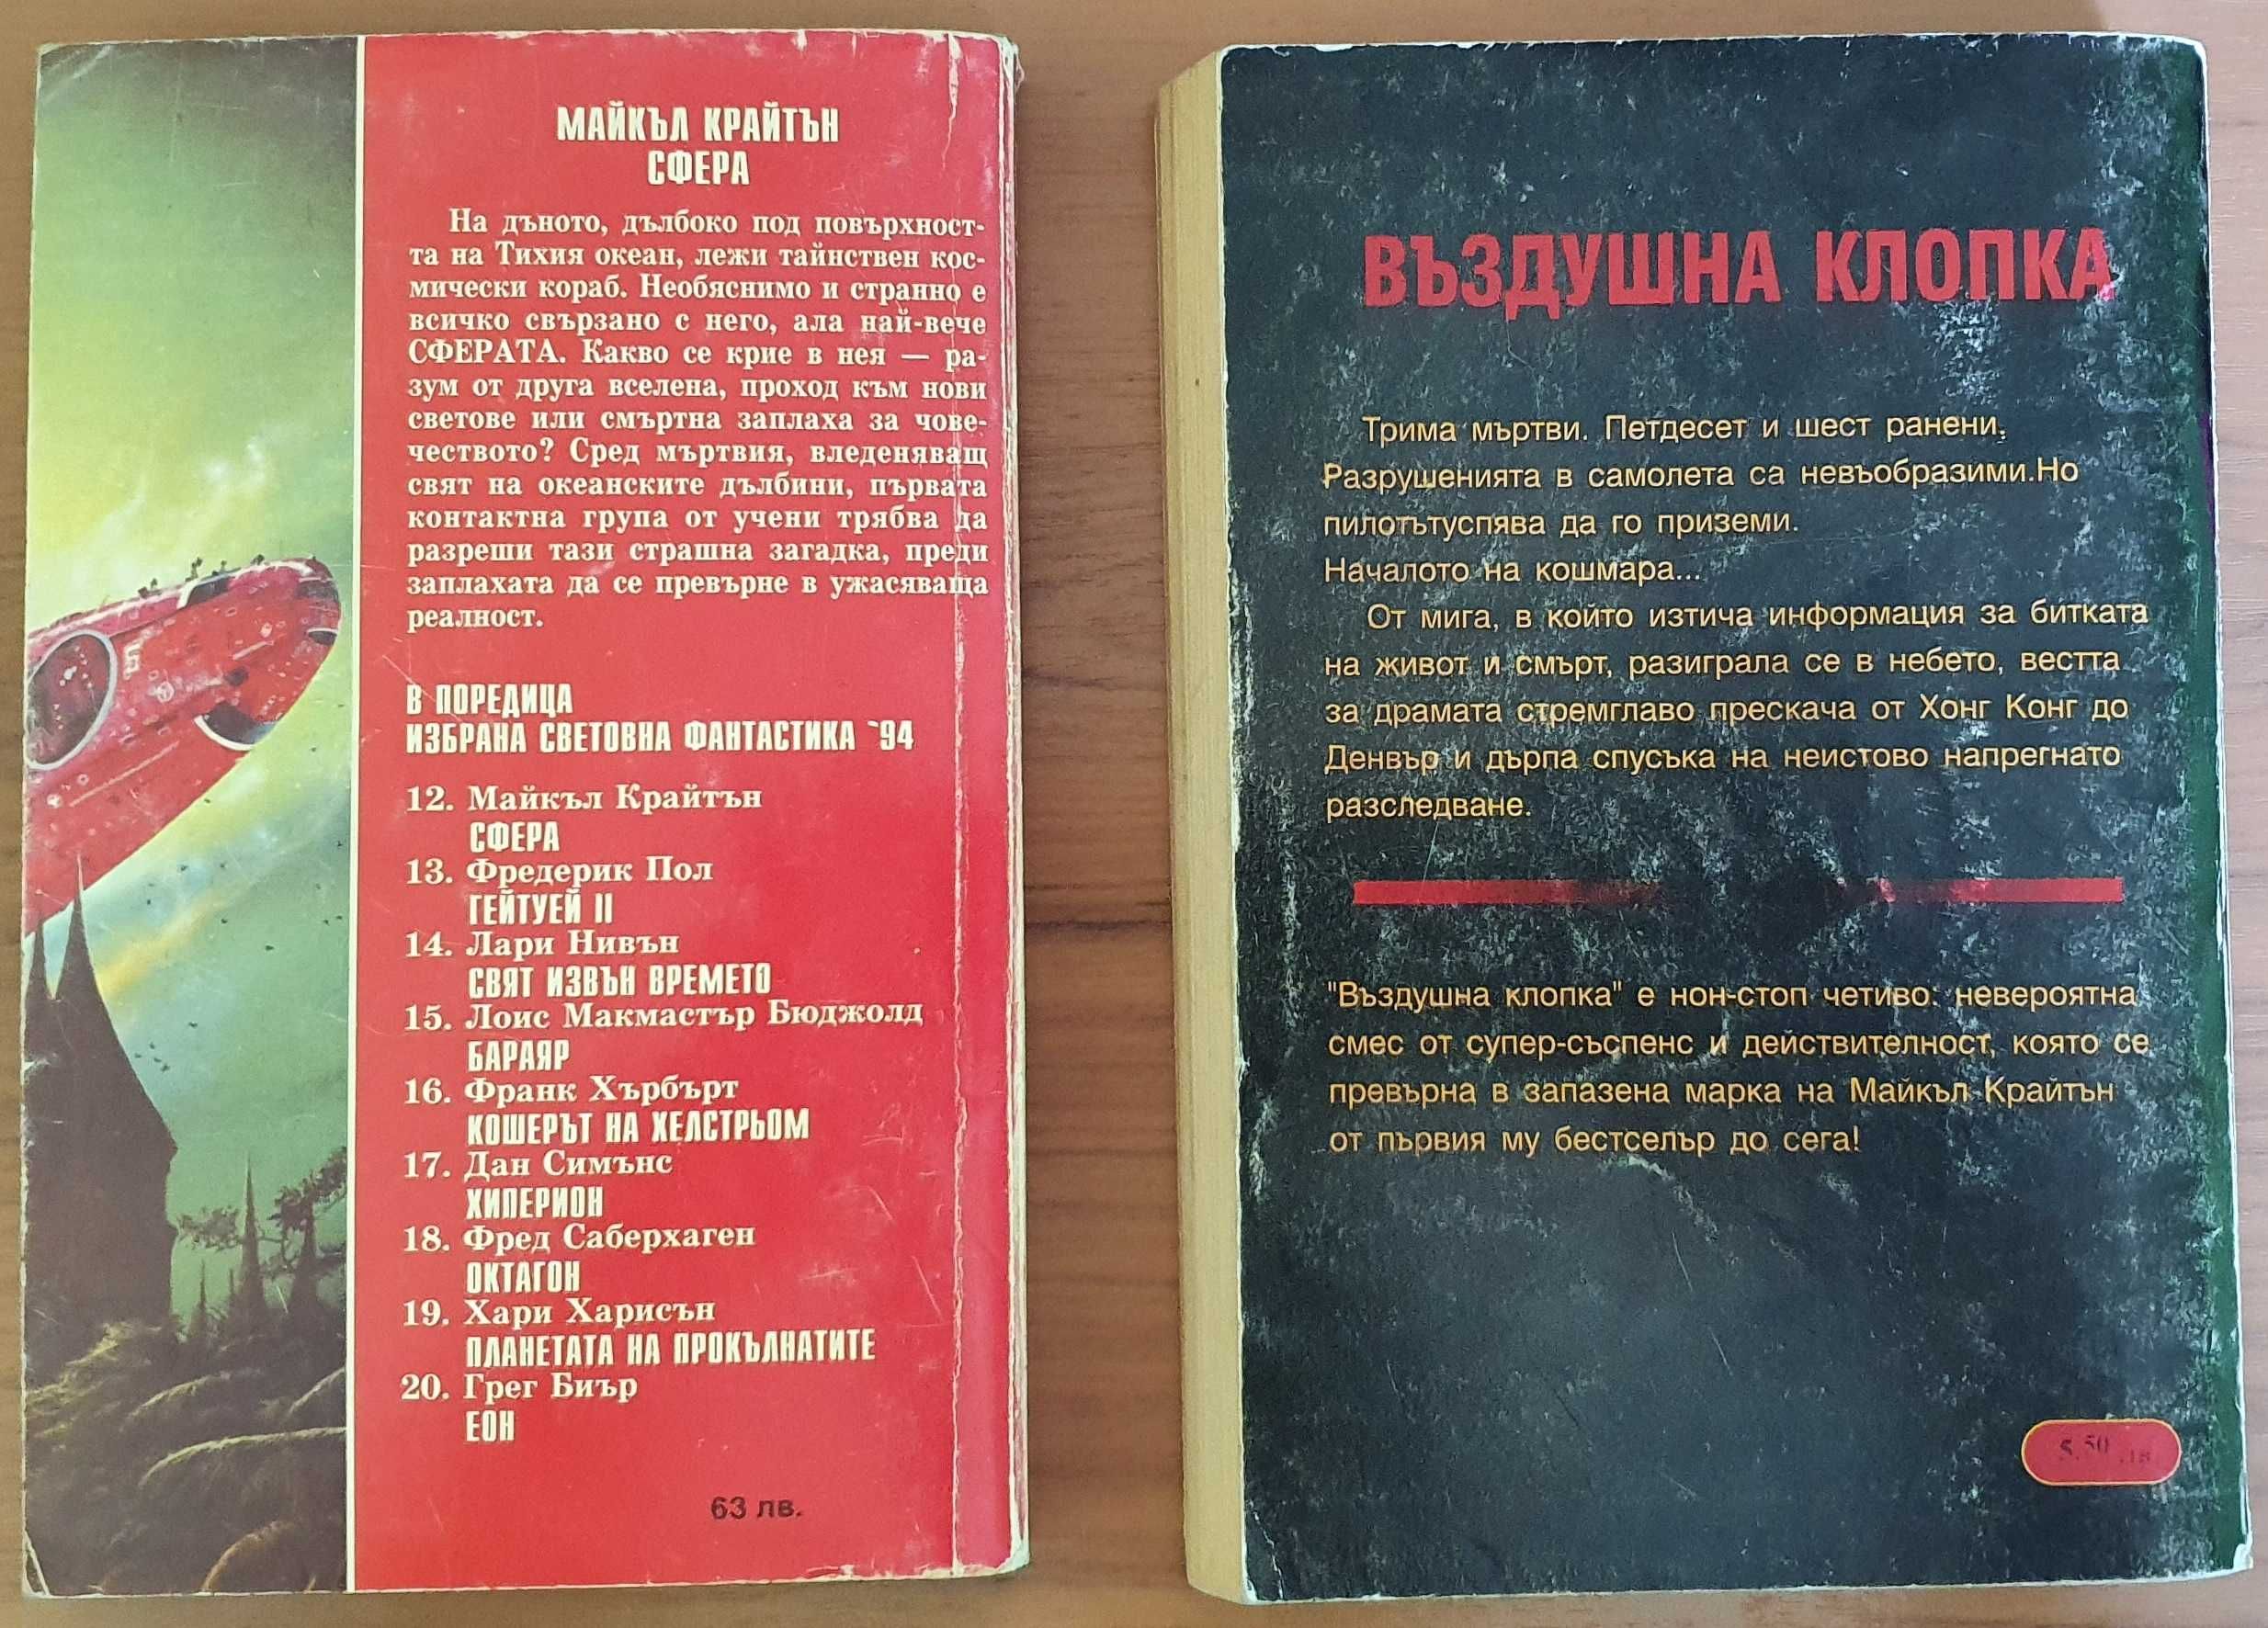 МАЙКЪЛ КРАЙТЪН
СФЕРА
На дъното, дълбоко под повърхност-
та на Тихия океан, лежи тайнствен кос-
мически кораб. Необяснимо и странно е
всичко свързано с него, ала най-вече
СФЕРАТА. Какво се крие в нея — ра-
зум от друга вселена, проход към нови
светове или смъртна заплаха за чове-
чеството? Сред мъртвия, вледеняващ
свят на океанските дълбини, първата
контактна група от учени трябва да
разреши тази страшна загадка, преди
заплахата да се превърне в ужасяваща
реалност.
В ПОРЕДИЦА
ИЗБРАНА СВЕТОВНА ФАНТАСТИКА `94
12. Майкъл Крайтън
СФЕРА
13. Фредерик Пол
ГЕЙТУЕЙ II
14. Лари Нивън
СВЯТ ИЗВЪН ВРЕМЕТО
15. Лоис Макмастър Бюджолд
БАРАЯР
16. Франк Хърбърт
КОШЕРЪТ НА ХЕЛСТРЬОМ
17. Дан Симънс
ХИПЕРИОН
18. Фред Саберхаген
ОКТАГОН
19. Хари Харисън
ПЛАНЕТАТА НА ПРОКЪЛНАТИТЕ
20. Грег Биър
ЕОН
63 лв.
ВЪЗДУШНА КЛОПКА
Трима мъртви. Петдесет и шест ранени.
Разрушенията в самолета са невъобразими.Но
пилотътуспява да го приземи.
Началото на кошмара...
От мига, в който изтича информация за битката
на живот и смърт, разиграла се в небето, вестта
за драмата стремглаво прескача от Хонг Конг до
Денвър и дърпа спусъка на неистово напрегнато
разследване.
"Въздушна клопка" е нон-стоп четиво: невероятна
смес от супер-съспенс и действителност, която се
превърна в запазена марка на Майкъл Крайтън
от първия му бестселър до сега!
5.50 лв.